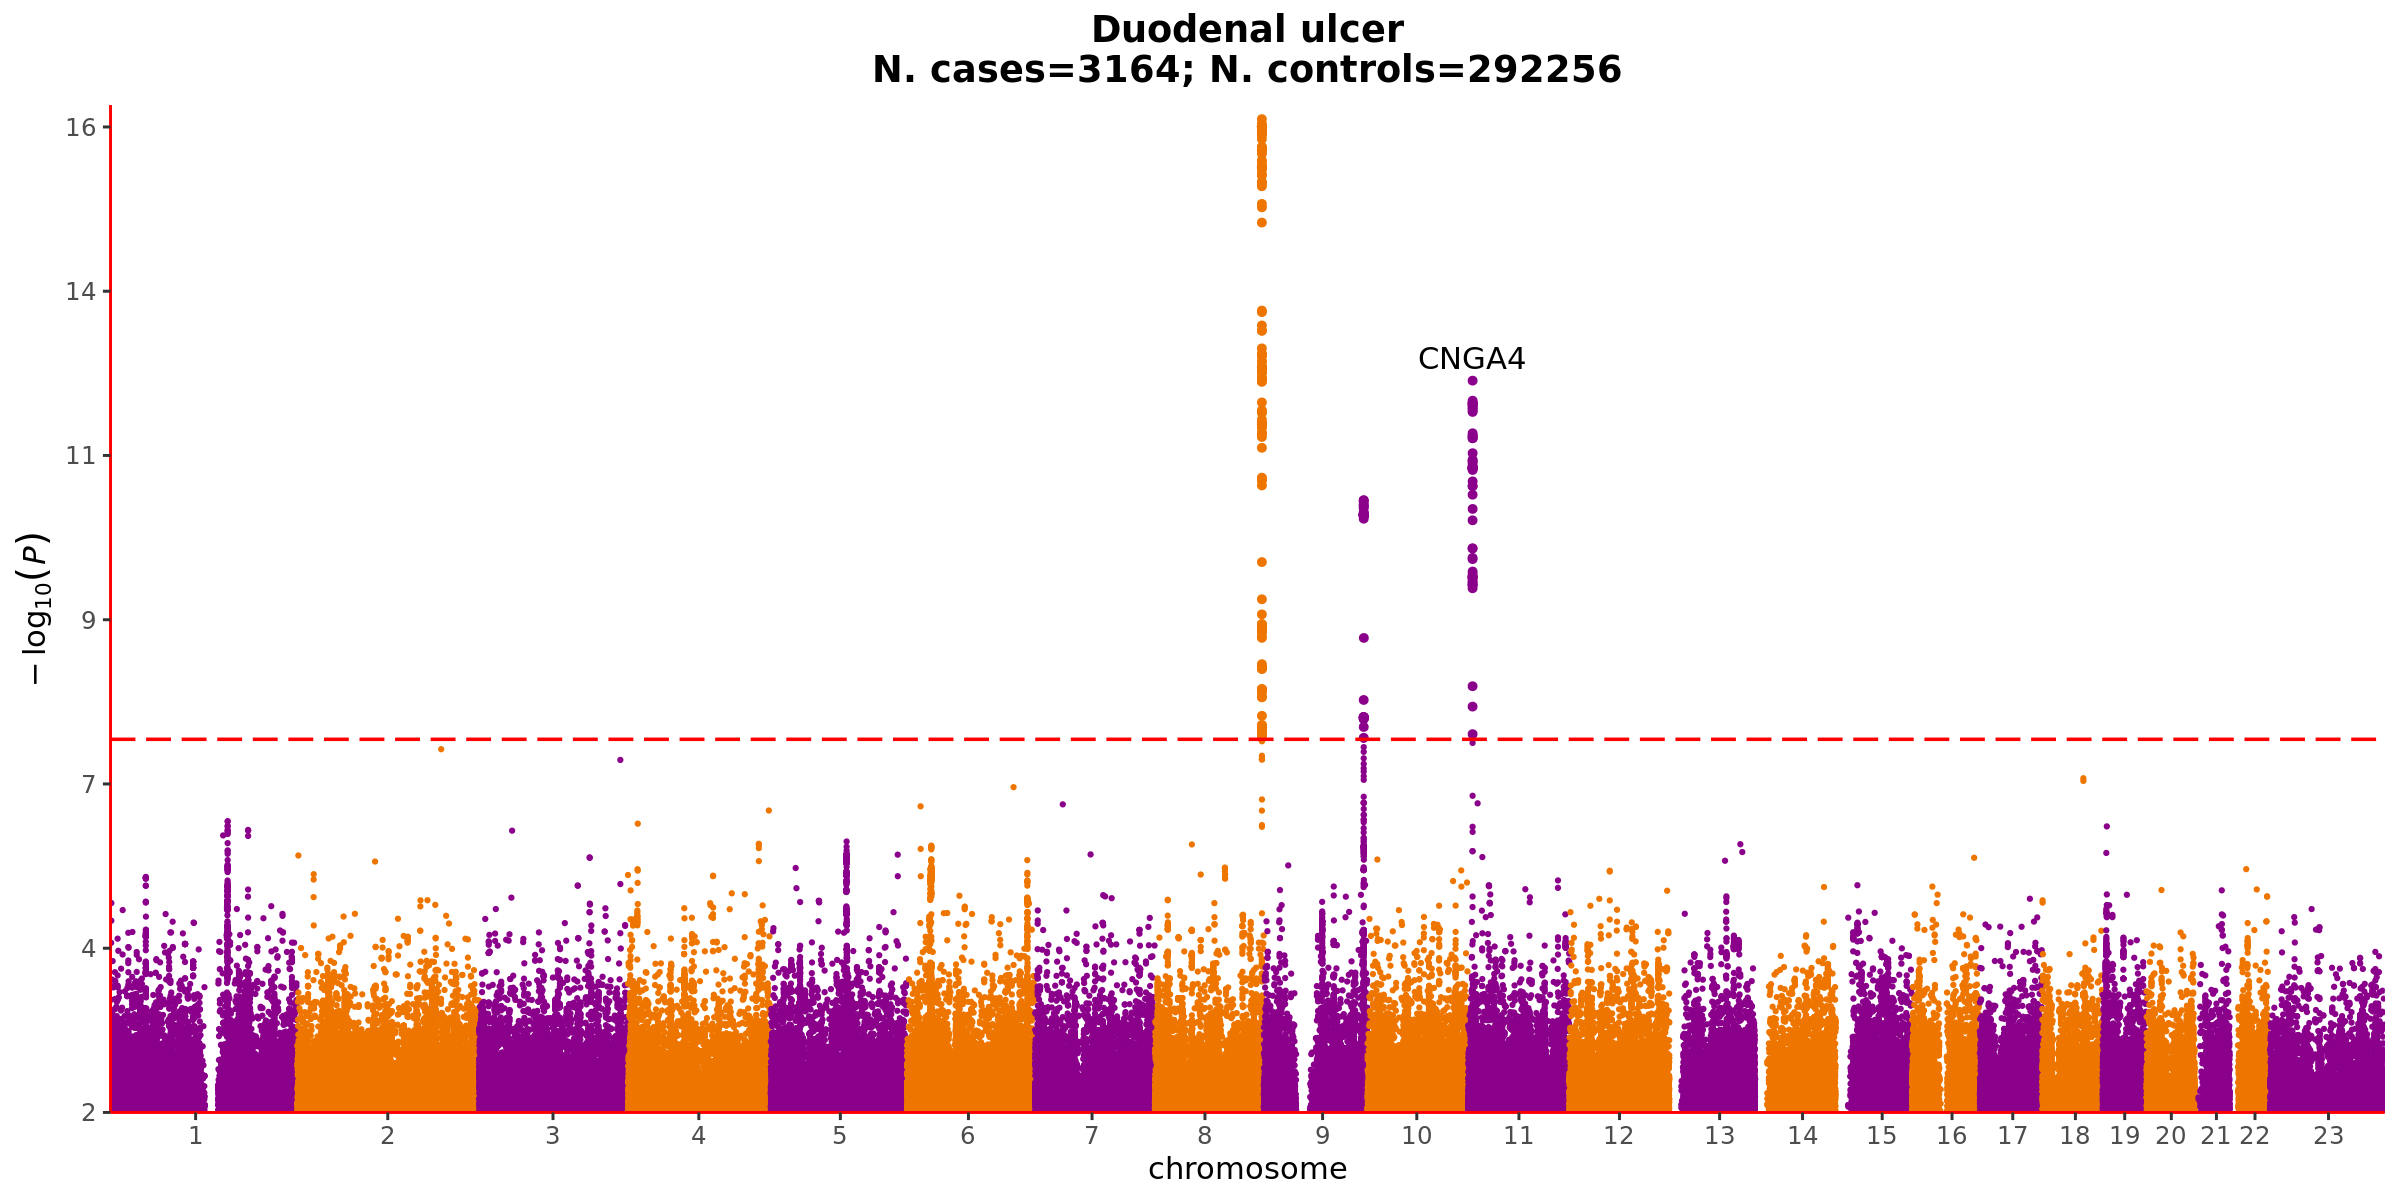 Duodenal ulcer
N. cases=3164; N. controls=292256
16
14
11
9
7
4
2
−log10(P)
CNGA4
1 2 3 4 5 6 7 8 9 10 11 12 13 14 15 16 17 18 19 20 21 22 23
chromosome